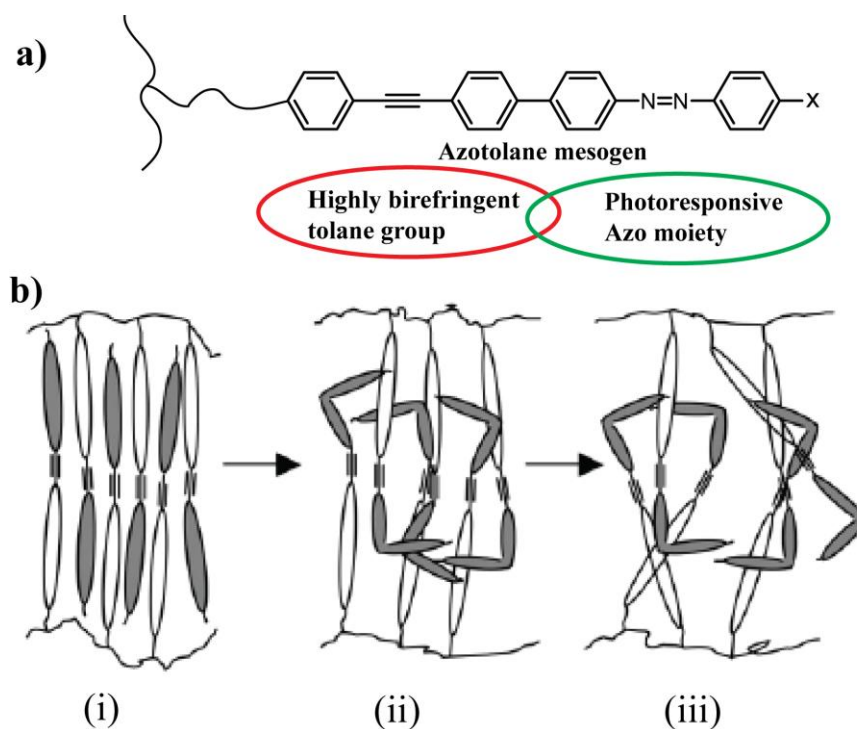 a)
N=N
X
Azotolane mesogen
Highly birefringent
tolane group
Photoresponsive
Azo moiety
b)
(i)
(ii)
(iii)